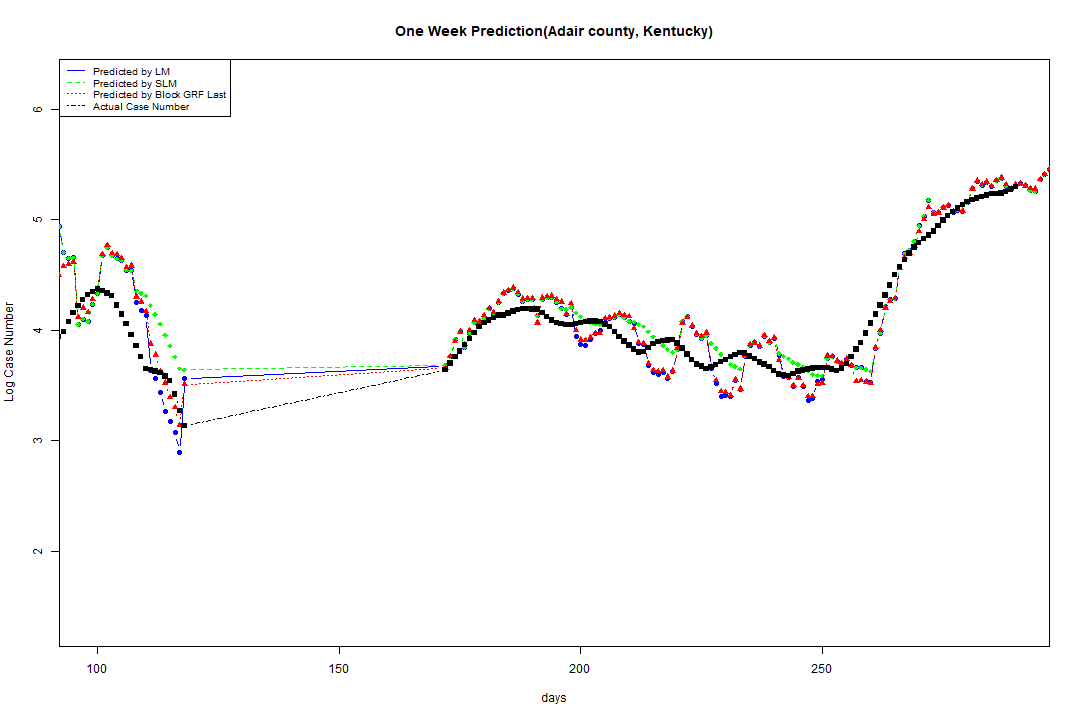 One Week Prediction(Adair county, Kentucky)
Predicted by LM
Predicted by SLM
Predicted by Block GRF Last
Actual Case Number
6
5
4
3
2
Log Case Number
100 150 200 250
days